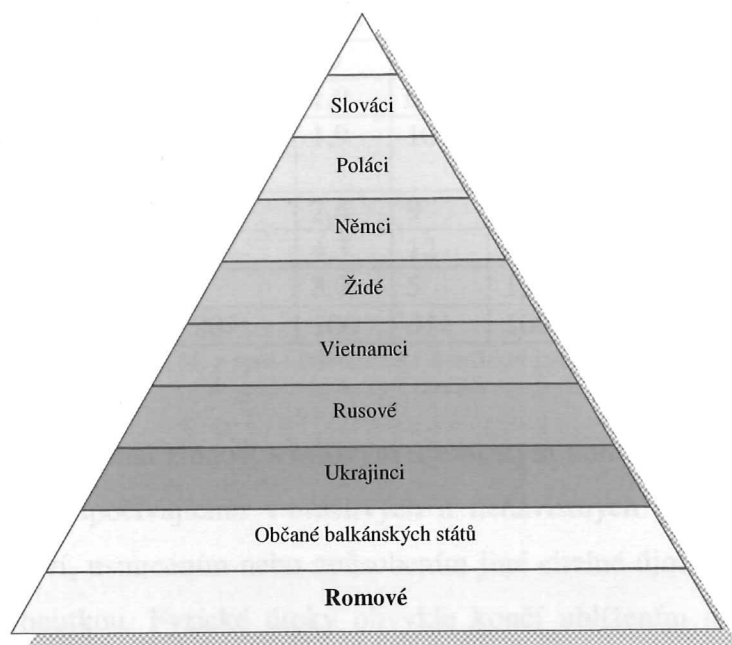 Slováci
Poláci
Němci
Židé
Vietnamci
Rusové
Ukrajinci
Občané balkánských států
Romové